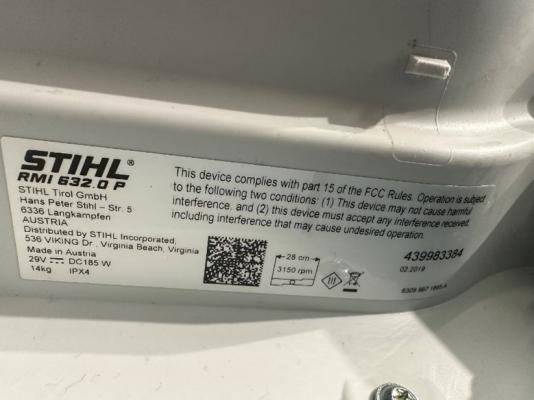 STIHL®
RMI 632.0 P
STIHL Tirol GmbH
Hans Peter Stihl – Str. 5
6336 Langkampfen
AUSTRIA
Distributed by STIHL Incorporated,
536 VIKING Dr., Virginia Beach, Virginia
Made in Austria
29V ⎓ DC185 W
14kg IPX4
This device complies with part 15 of the FCC Rules. Operation is subject
to the following two conditions: (1) This device may not cause harmful
interference, and (2) this device must accept any interference received,
including interference that may cause undesired operation.
28 cm
3150 rpm
439983384
02.2019